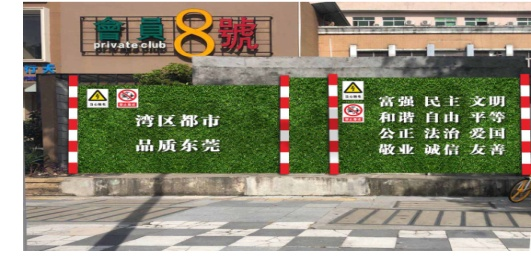 會員8號
private club
湾区都市
品质东莞
富强 民主 文明
和谐 自由 平等
公正 法治 爱国
敬业 诚信 友善